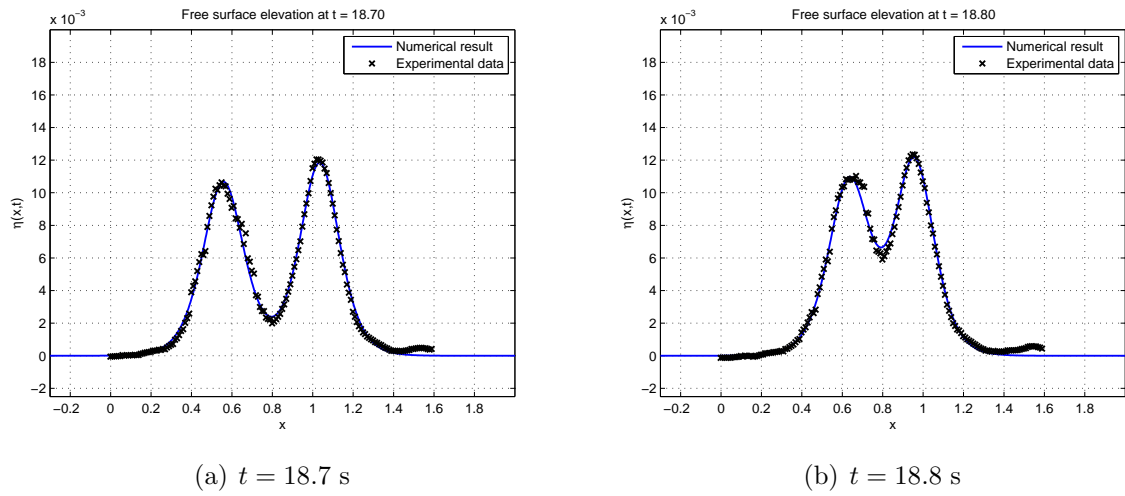 Free surface elevation at t = 18.70
x 10⁻³
Numerical result
Experimental data
18
16
14
12
10
8
6
4
2
0
−2
η(x,t)
−0.2 0 0.2 0.4 0.6 0.8 1 1.2 1.4 1.6 1.8
x
(a) t = 18.7 s
Free surface elevation at t = 18.80
x 10⁻³
Numerical result
Experimental data
18
16
14
12
10
8
6
4
2
0
−2
η(x,t)
−0.2 0 0.2 0.4 0.6 0.8 1 1.2 1.4 1.6 1.8
x
(b) t = 18.8 s